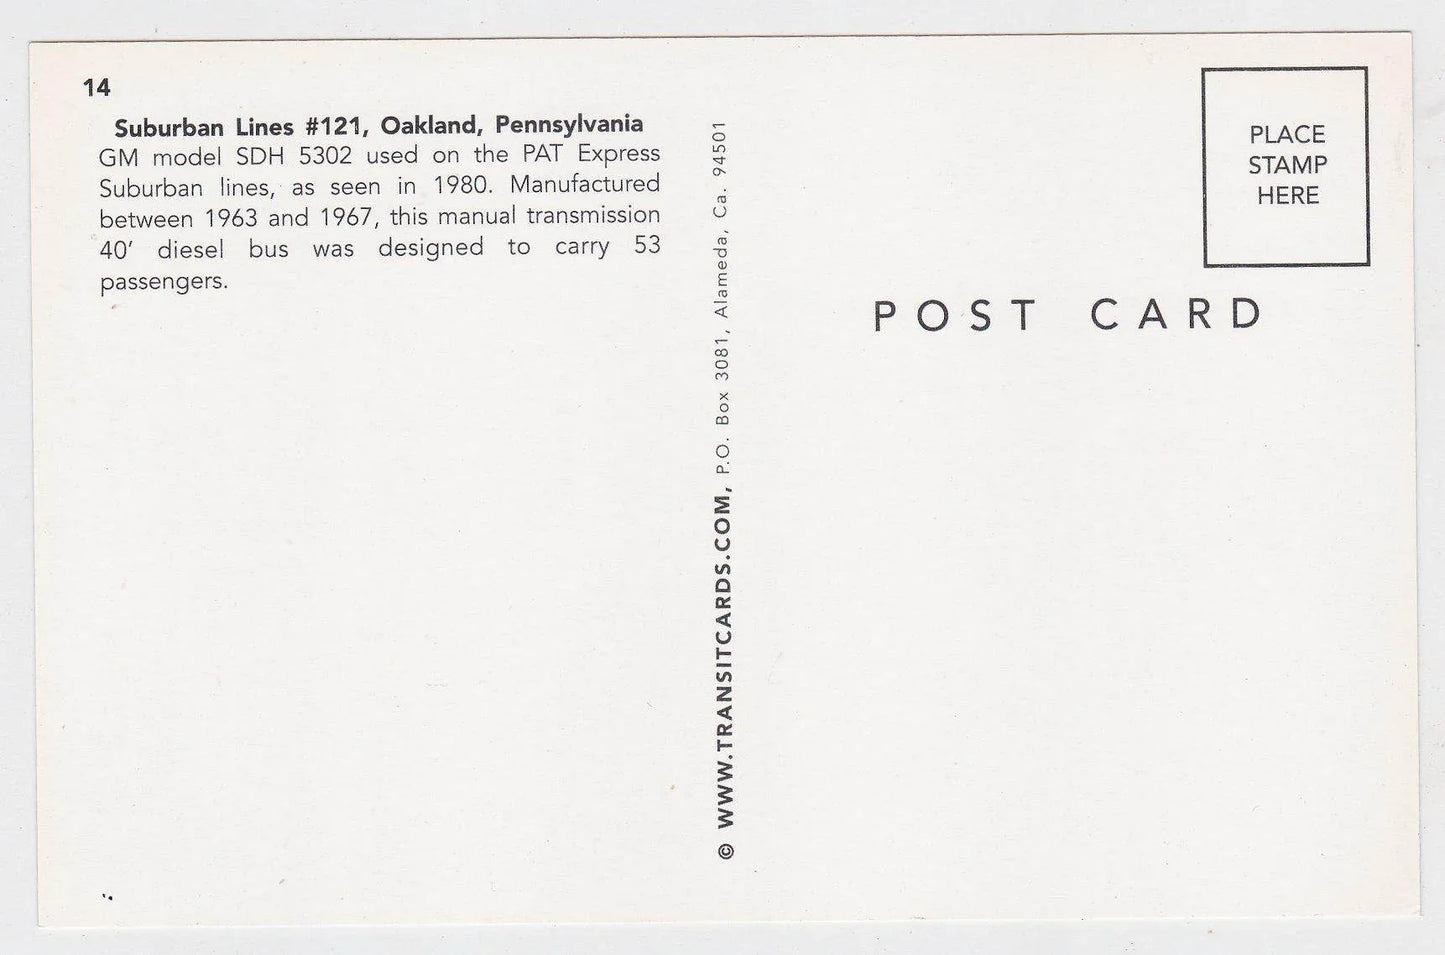 14
Suburban Lines #121, Oakland, Pennsylvania
GM model SDH 5302 used on the PAT Express
Suburban lines, as seen in 1980. Manufactured
between 1963 and 1967, this manual transmission
40' diesel bus was designed to carry 53
passengers.
© WWW.TRANSITCARDS.COM, P.O. Box 3081, Alameda, Ca. 94501
PLACE
STAMP
HERE
POST CARD